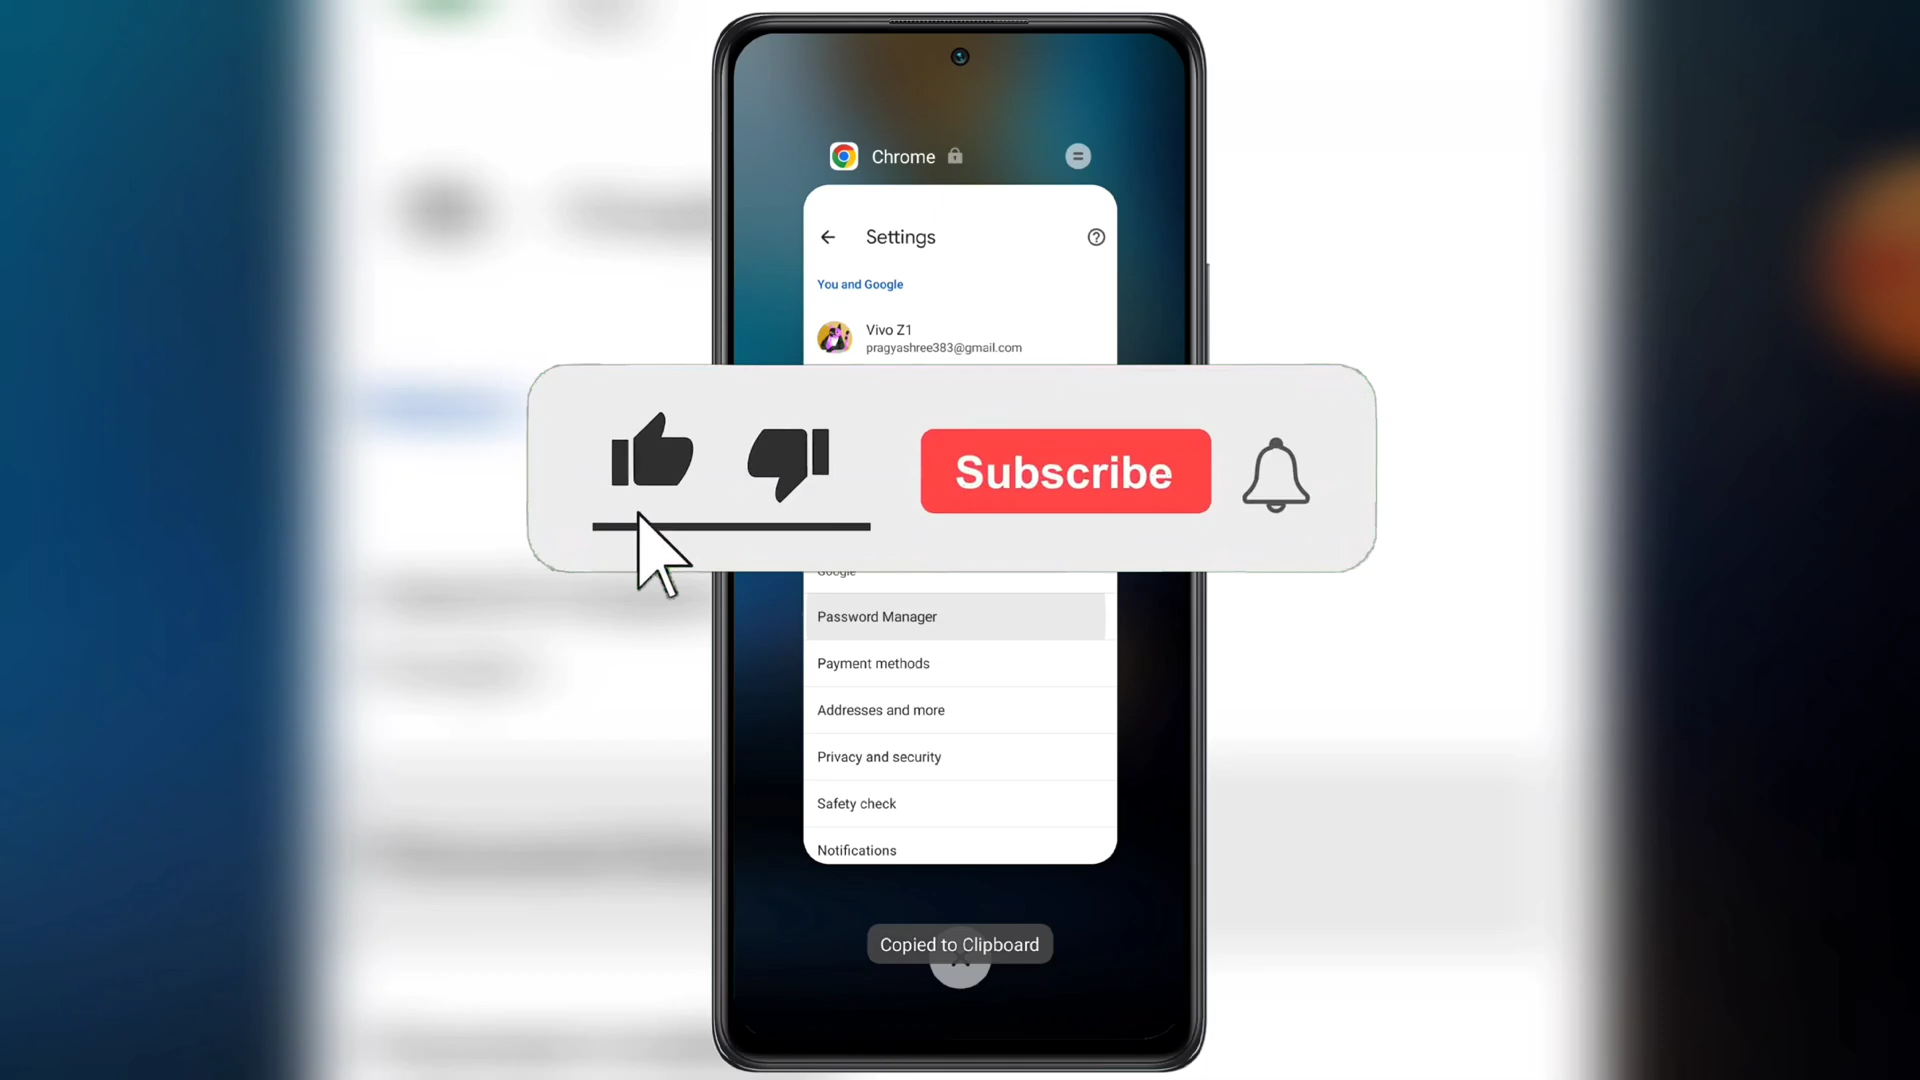 Chrome
Settings
You and Google
Vivo Z1
pragyashree383@gmail.com
Subscribe
Google
Password Manager
Payment methods
Addresses and more
Privacy and security
Safety check
Notifications
Copied to Clipboard